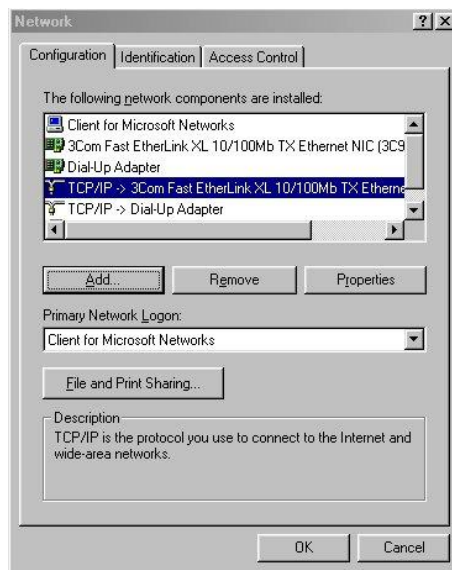 Network
Configuration Identification Access Control
The following network components are installed:
Client for Microsoft Networks
3Com Fast EtherLink XL 10/100Mb TX Ethernet NIC (3C9
Dial-Up Adapter
TCP/IP -> 3Com Fast EtherLink XL 10/100Mb TX Etherne
TCP/IP -> Dial-Up Adapter
Add... Remove Properties
Primary Network Logon:
Client for Microsoft Networks
File and Print Sharing...
Description
TCP/IP is the protocol you use to connect to the Internet and
wide-area networks.
OK Cancel